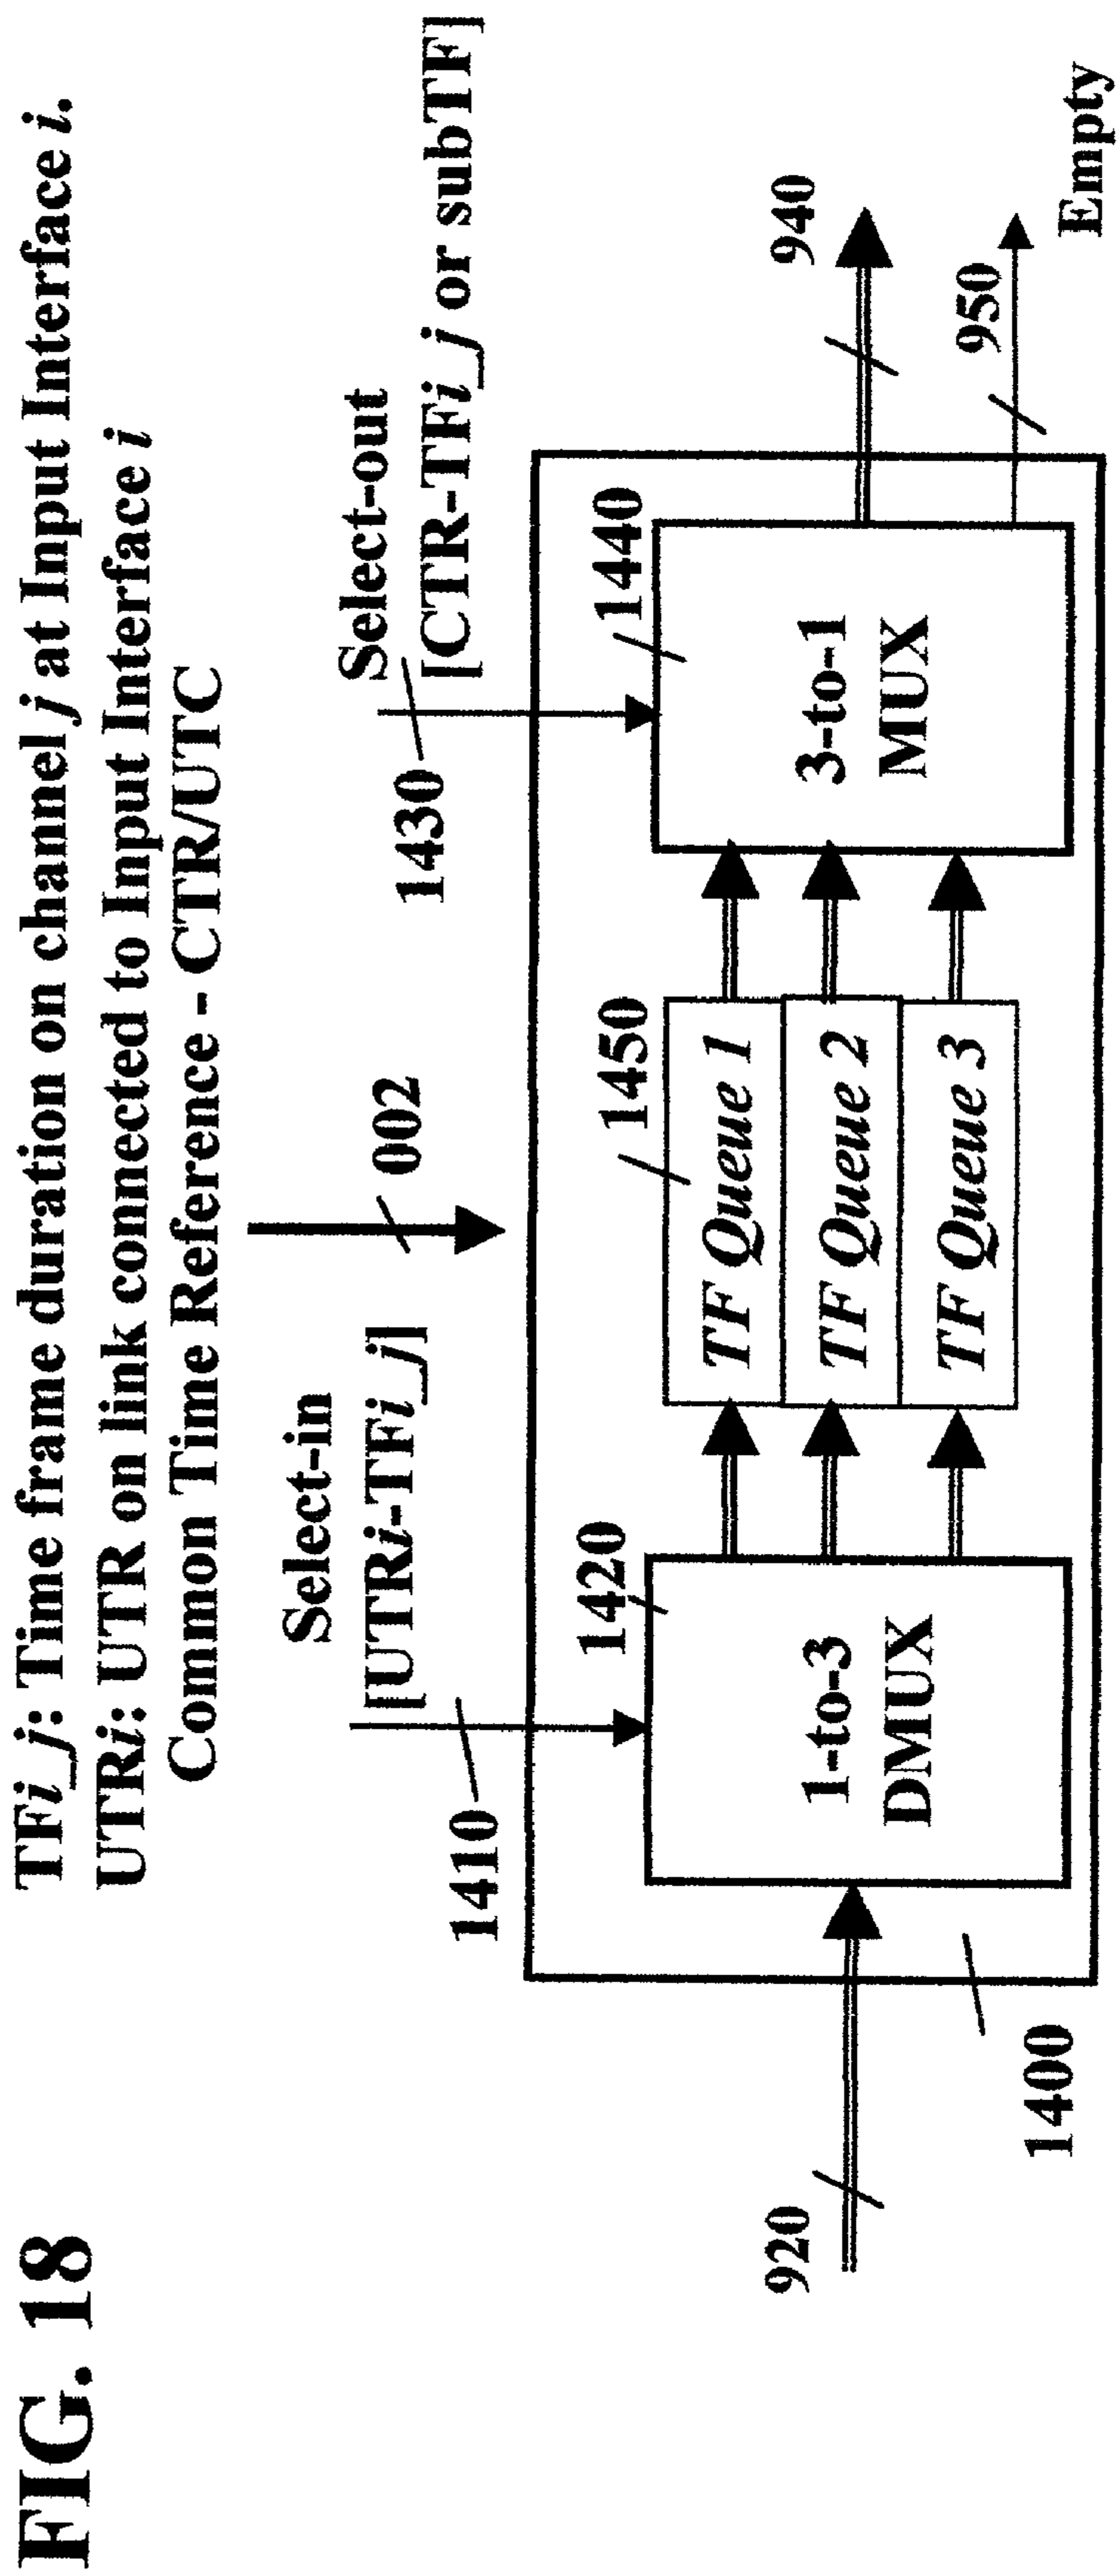 FIG. 18
TFi_j: Time frame duration on channel j at Input Interface i.
UTRi: UTR on link connected to Input Interface i
Common Time Reference - CTR/UTC
Select-in
[UTRi-TFi_j]
1410
002
Select-out
[CTR-TFi_j or subTF]
1430
1420
1450
1440
920
1-to-3
DMUX
TF Queue 1
TF Queue 2
TF Queue 3
3-to-1
MUX
940
950
Empty
1400